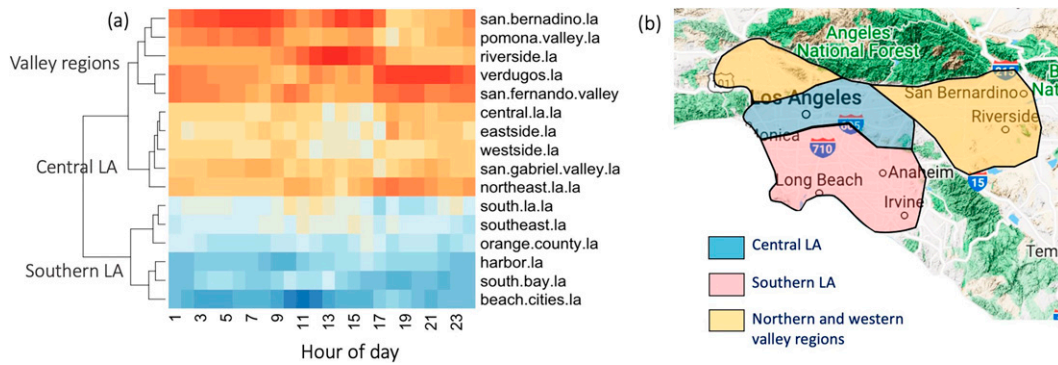 (a)
Valley regions
Central LA
Southern LA
san.bernadino.la
pomona.valley.la
riverside.la
verdugos.la
san.fernando.valley
central.la.la
eastside.la
westside.la
san.gabriel.valley.la
northeast.la.la
south.la.la
southeast.la
orange.county.la
harbor.la
south.bay.la
beach.cities.la
1 3 5 7 9 11 13 15 17 19 21 23
Hour of day
(b)
Angeles
National Forest
215
101
San Bernardino
Los Angeles
Riverside
605
Monica
710
Anaheim
Long Beach
15
Irvine
Central LA
Southern LA
Northern and western
valley regions